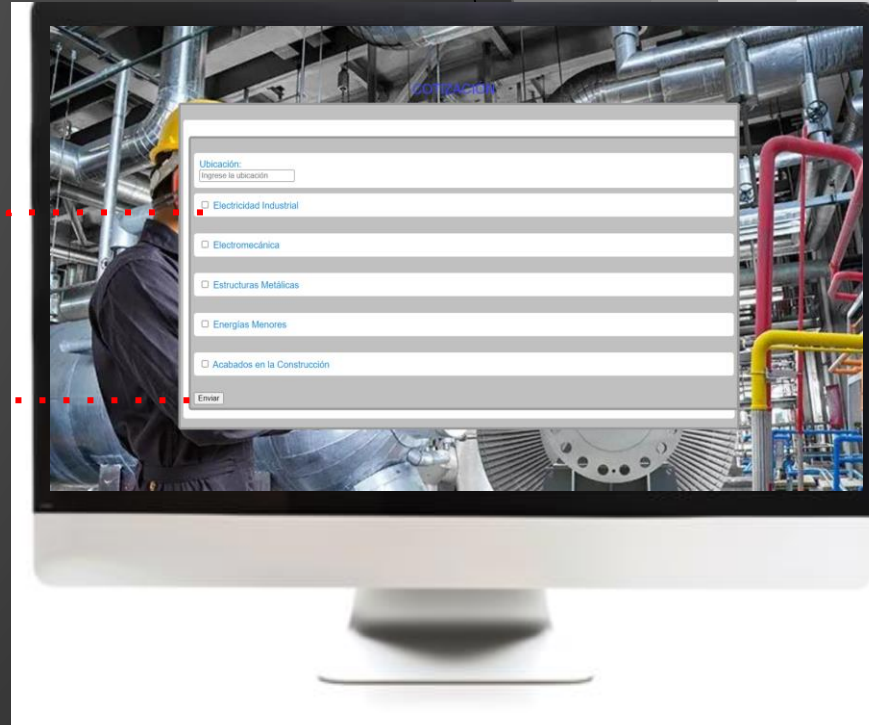 COTIZACIÓN
Ubicación:
Ingrese la ubicación
Electricidad Industrial
Electromecánica
Estructuras Metálicas
Energías Menores
Acabados en la Construcción
Enviar